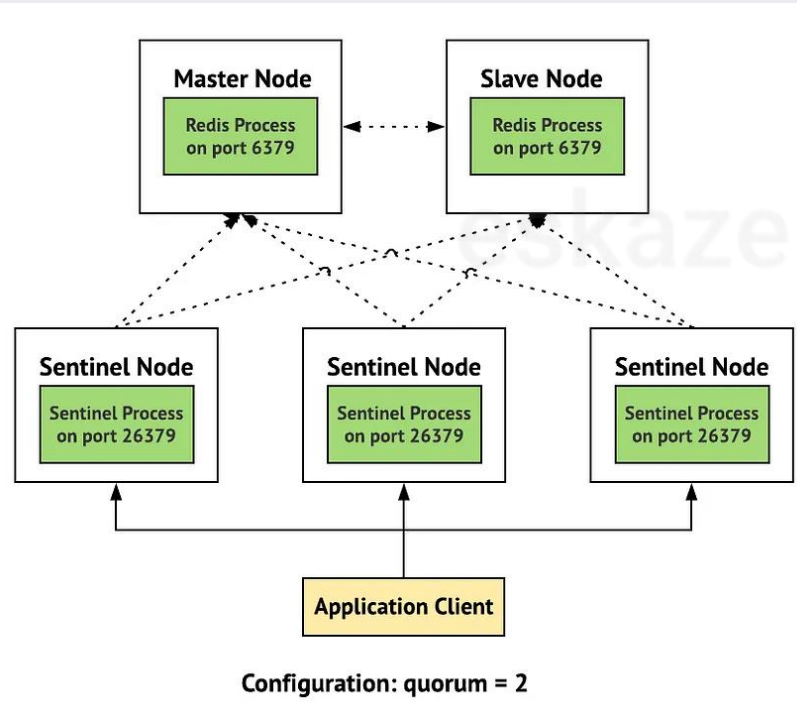 Master Node
Redis Process
on port 6379
Slave Node
Redis Process
on port 6379
eskaze
Sentinel Node
Sentinel Process
on port 26379
Sentinel Node
Sentinel Process
on port 26379
Sentinel Node
Sentinel Process
on port 26379
Application Client
Configuration: quorum = 2